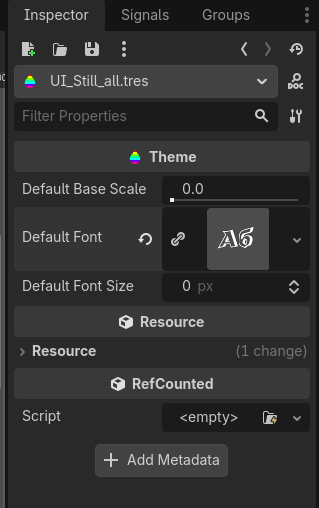 Inspector Signals Groups
DOC
UI_Still_all.tres
Filter Properties
Theme
Default Base Scale 0.0
Default Font Аб
Default Font Size 0 px
Resource
Resource (1 change)
RefCounted
Script <empty>
Add Metadata